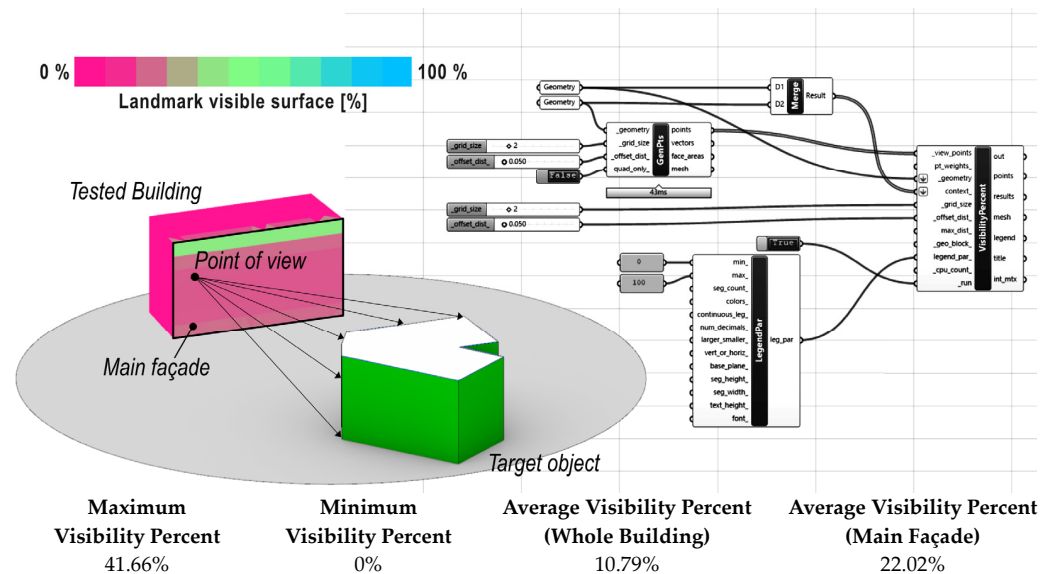 0 %
100 %
Landmark visible surface [%]
Tested Building
Point of view
Main façade
Target object
Geometry
Geometry
D1
D2
Merge
Result
_grid_size
2
_offset_dist_
0.050
False
_geometry
_grid_size
_offset_dist_
quad_only_
GenPts
points
vectors
face_areas
mesh
43ms
_grid_size
2
_offset_dist_
0.050
True
0
100
min_
max_
seg_count_
colors_
continuous_leg_
num_decimals_
larger_smaller_
vert_or_horiz_
base_plane_
seg_height_
seg_width_
text_height_
font_
LegendPar
leg_par
_view_points
pt_weights_
_geometry
context_
_grid_size
_offset_dist
max_dist_
_geo_block_
legend_par_
_cpu_count_
_run
VisibilityPercent
out
points
results
mesh
legend
title
int_mtx
Maximum Visibility Percent
41.66%
Minimum Visibility Percent
0%
Average Visibility Percent (Whole Building)
10.79%
Average Visibility Percent (Main Façade)
22.02%